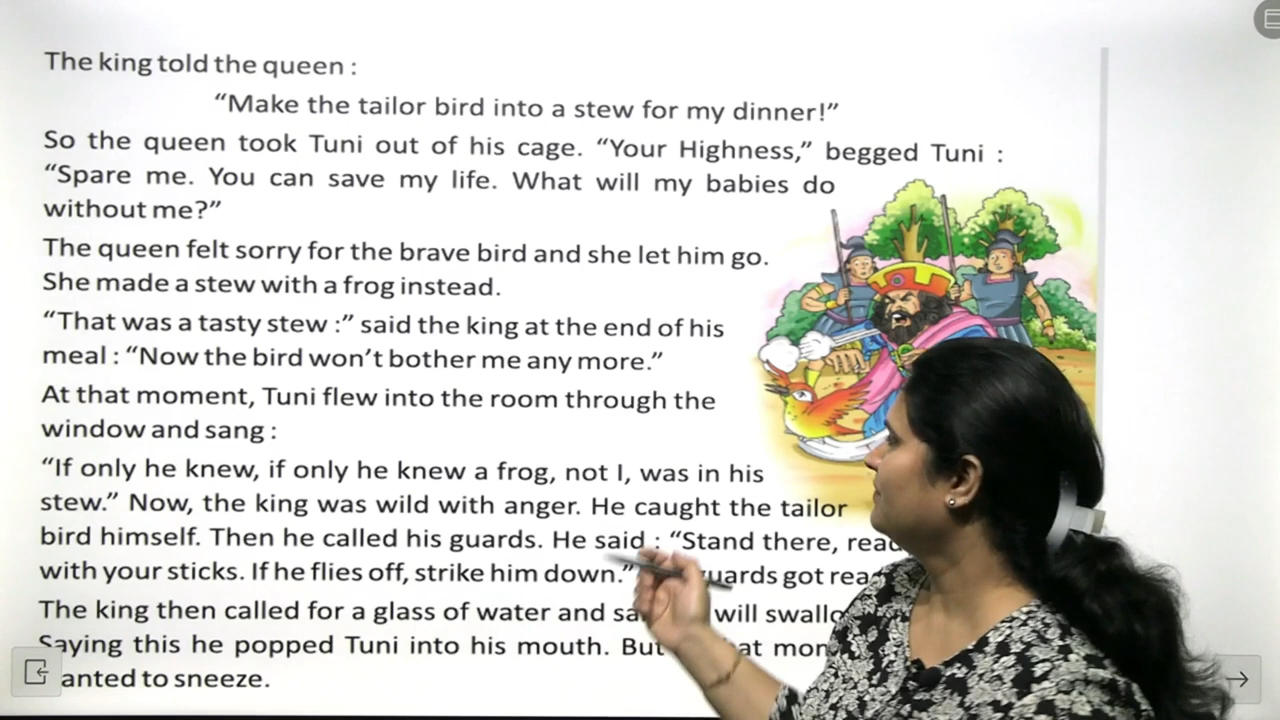 The king told the queen :
“Make the tailor bird into a stew for my dinner!”
So the queen took Tuni out of his cage. “Your Highness,” begged Tuni :
“Spare me. You can save my life. What will my babies do
without me?”
The queen felt sorry for the brave bird and she let him go.
She made a stew with a frog instead.
“That was a tasty stew :” said the king at the end of his
meal : “Now the bird won’t bother me any more.”
At that moment, Tuni flew into the room through the
window and sang :
“If only he knew, if only he knew a frog, not I, was in his
stew.” Now, the king was wild with anger. He caught the tailor
bird himself. Then he called his guards. He said : “Stand there,
with your sticks. If he flies off, strike him down.” got
The king then called for a glass of water and will
Saying this he popped Tuni into his mouth. But
to sneeze.